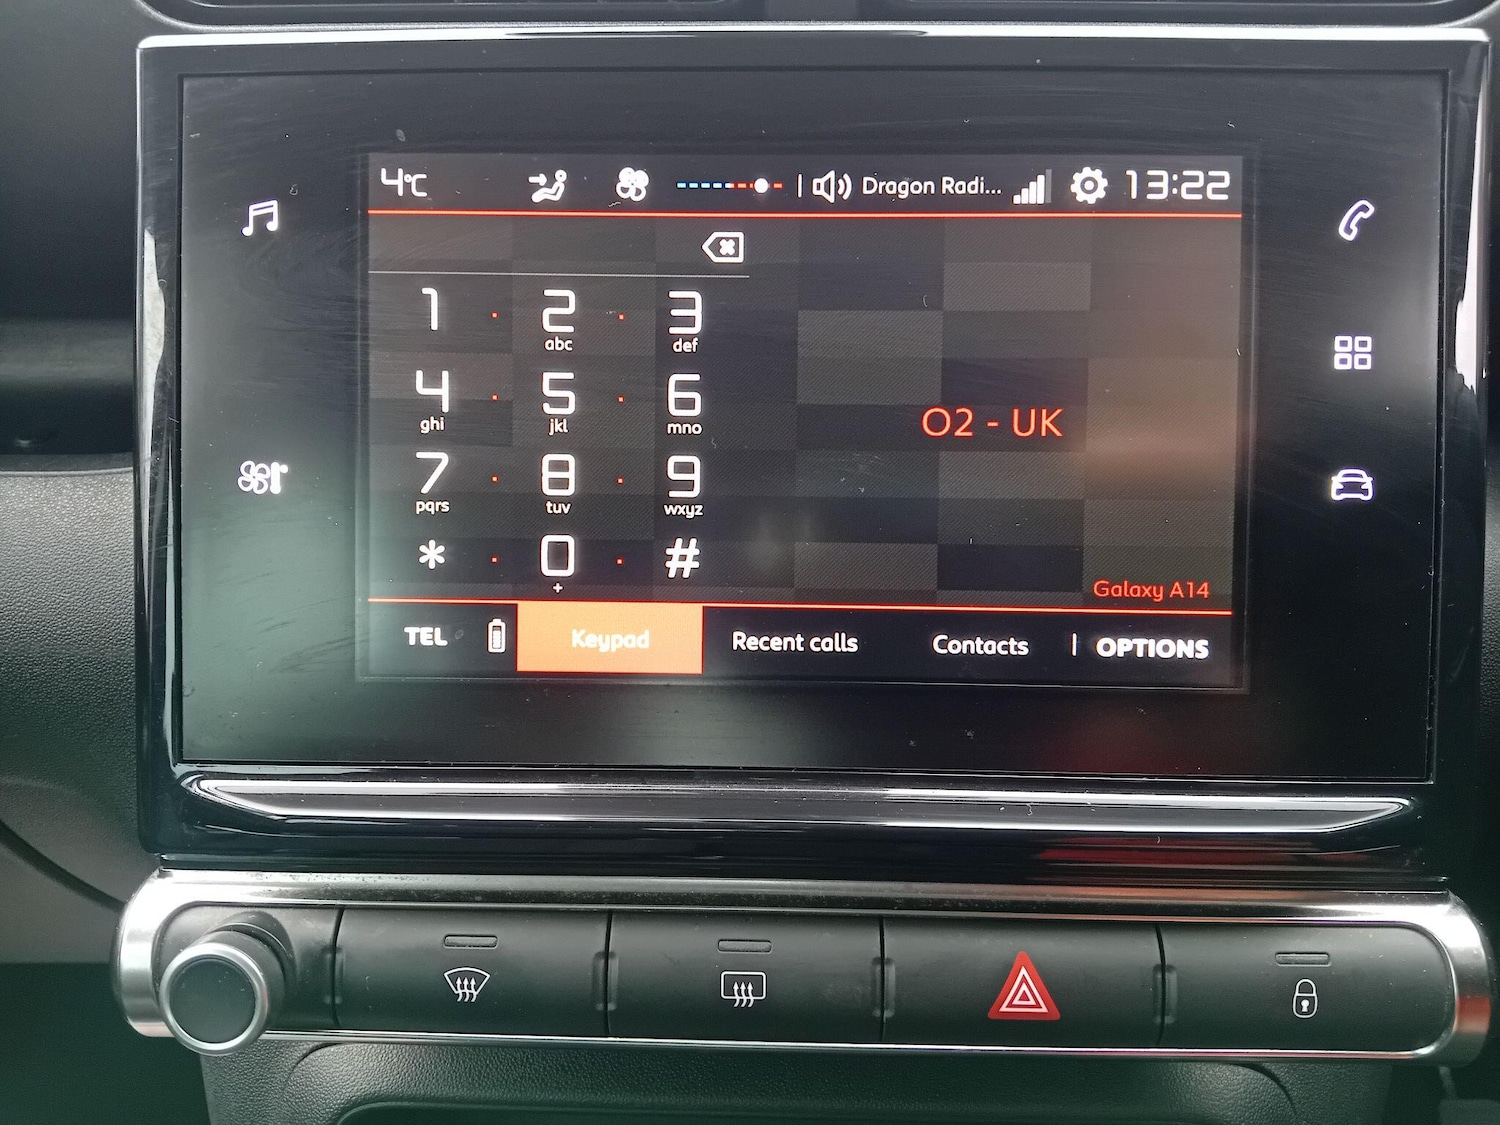 4°C Dragon Radi... 13:22
1 2 3
abc def
4 5 6
ghi jkl mno
O2 - UK
7 8 9
pqrs tuv wxyz
* 0 #
+
Galaxy A14
TEL Keypad Recent calls Contacts OPTIONS